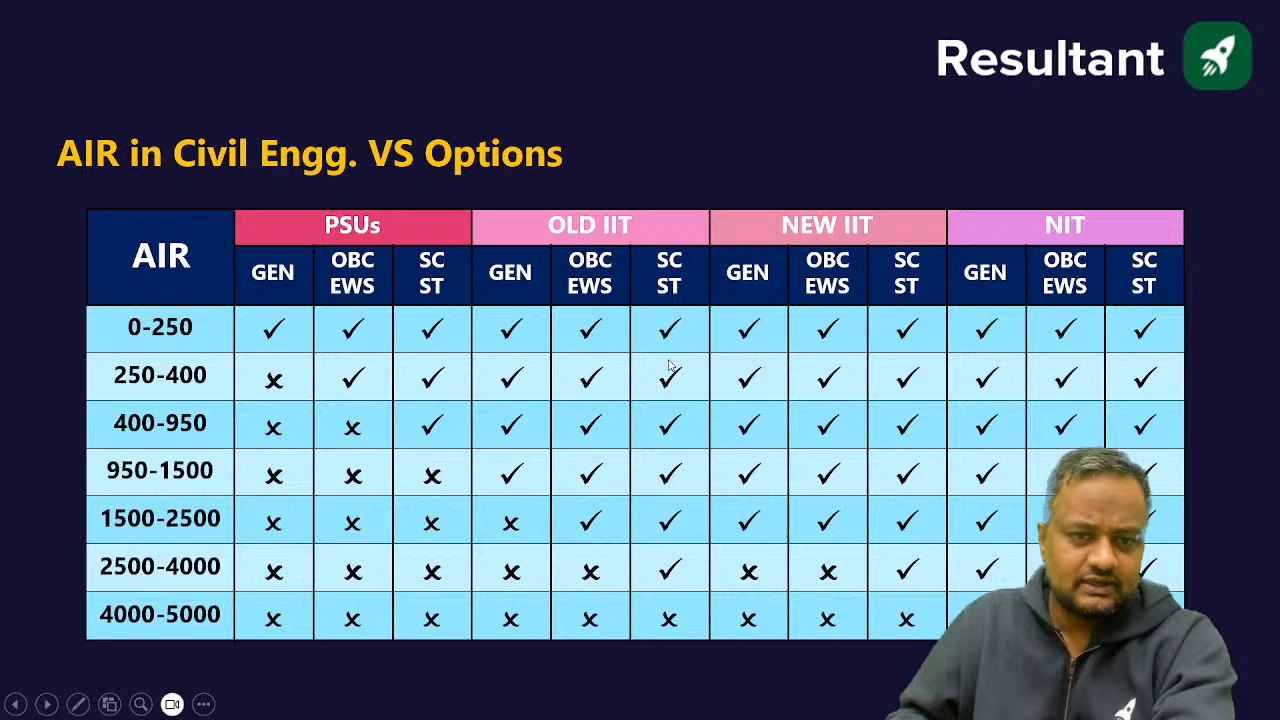 Resultant
AIR in Civil Engg. VS Options
AIR PSUs OLD IIT NEW IIT NIT
GEN OBC EWS SC ST GEN OBC EWS SC ST GEN OBC EWS SC ST GEN OBC EWS SC ST
0-250 ✓ ✓ ✓ ✓ ✓ ✓ ✓ ✓ ✓ ✓ ✓ ✓
250-400 × ✓ ✓ ✓ ✓ ✓ ✓ ✓ ✓ ✓ ✓ ✓
400-950 × × ✓ ✓ ✓ ✓ ✓ ✓ ✓ ✓ ✓ ✓
950-1500 × × × ✓ ✓ ✓ ✓ ✓ ✓ ✓ ✓
1500-2500 × × × × ✓ ✓ ✓ ✓ ✓ ✓ ✓
2500-4000 × × × × × ✓ × × ✓ ✓ ✓
4000-5000 × × × × × × × × ×